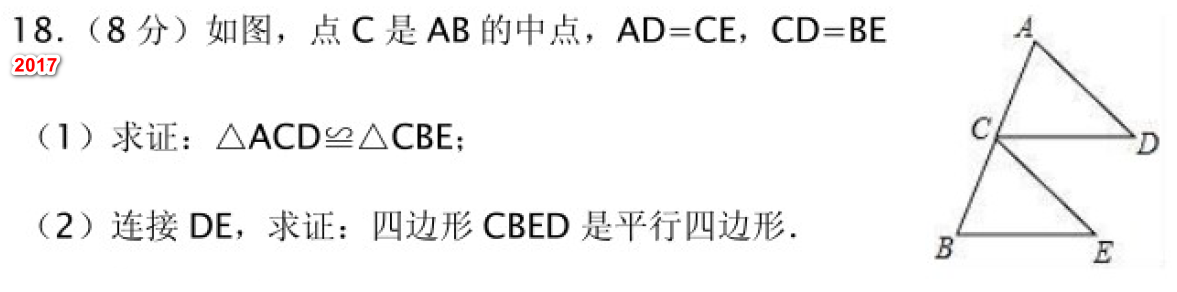 18.（8 分）如图，点 C 是 AB 的中点，AD=CE，CD=BE
2017
（1）求证：△ACD≌△CBE；
（2）连接 DE，求证：四边形 CBED 是平行四边形．
A
C
D
B
E